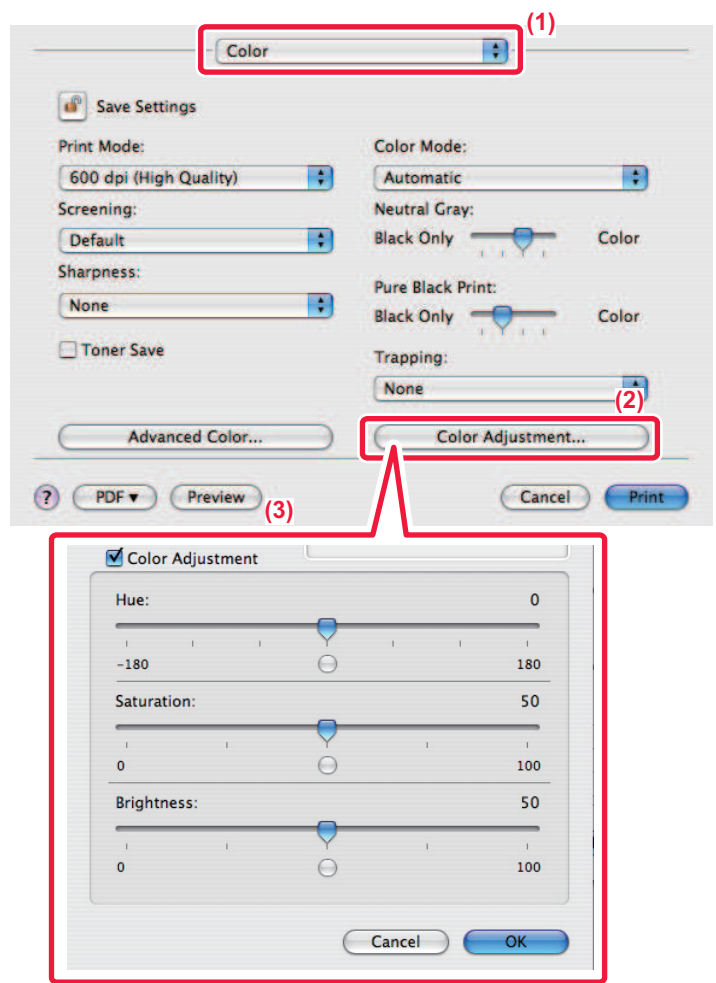 (1)
Color
Save Settings
Print Mode:
600 dpi (High Quality)
Screening:
Default
Sharpness:
None
Toner Save
Color Mode:
Automatic
Neutral Gray:
Black Only Color
Pure Black Print:
Black Only Color
Trapping:
None
(2)
Advanced Color... Color Adjustment...
? PDF▼ Preview Cancel Print
(3)
Color Adjustment
Hue: 0
-180 180
Saturation: 50
0 100
Brightness: 50
0 100
Cancel OK